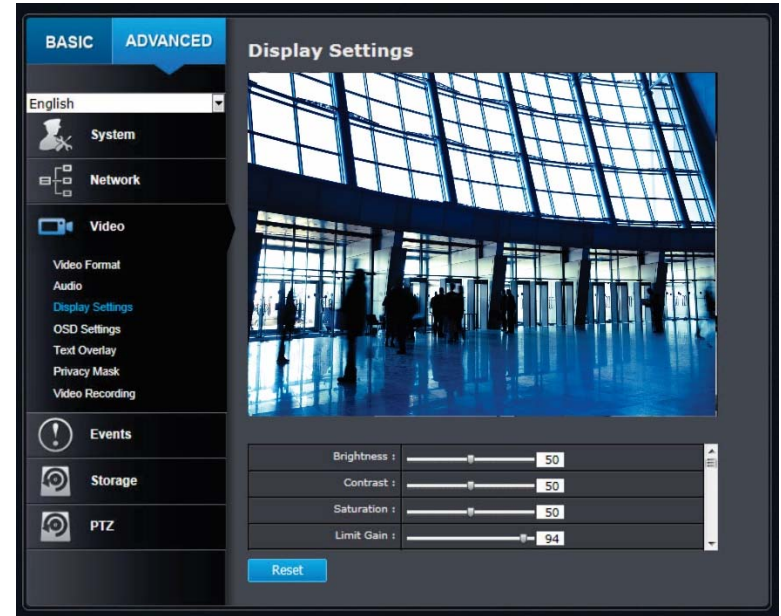 BASIC ADVANCED
English
System
Network
Video
Video Format
Audio
Display Settings
OSD Settings
Text Overlay
Privacy Mask
Video Recording
Events
Storage
PTZ
Display Settings
Brightness : 50
Contrast : 50
Saturation : 50
Limit Gain : 94
Reset